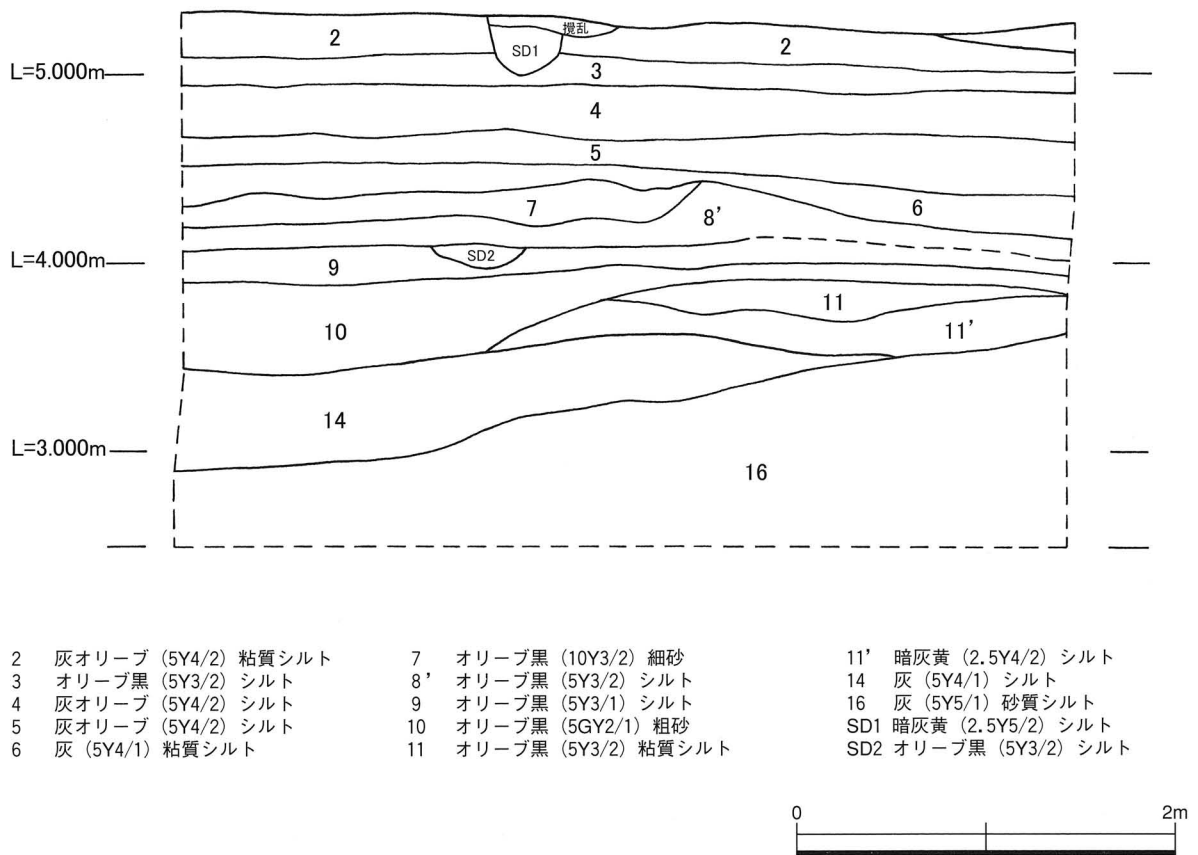 攪乱
2
SD1
2
L=5.000m
3
4
5
7
8’
6
L=4.000m
SD2
9
11
10
11’
14
L=3.000m
16
2 灰オリーブ (5Y4/2) 粘質シルト
3 オリーブ黒 (5Y3/2) シルト
4 灰オリーブ (5Y4/2) シルト
5 灰オリーブ (5Y4/2) シルト
6 灰 (5Y4/1) 粘質シルト
7 オリーブ黒 (10Y3/2) 細砂
8’ オリーブ黒 (5Y3/2) シルト
9 オリーブ黒 (5Y3/1) シルト
10 オリーブ黒 (5GY2/1) 粗砂
11 オリーブ黒 (5Y3/2) 粘質シルト
11’ 暗灰黄 (2.5Y4/2) シルト
14 灰 (5Y4/1) シルト
16 灰 (5Y5/1) 砂質シルト
SD1 暗灰黄 (2.5Y5/2) シルト
SD2 オリーブ黒 (5Y3/2) シルト
0 2m